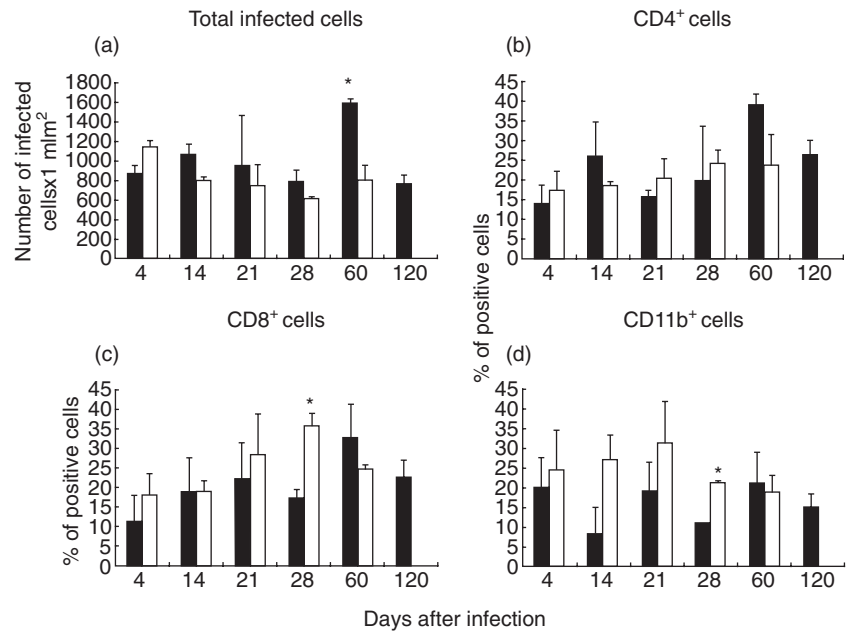 Total infected cells
(a)
*
Number of infected
cellsx1 mlm²
1800
1600
1400
1200
1000
800
600
400
200
0
4 14 21 28 60 120
CD4⁺ cells
(b)
% of positive cells
45
40
35
30
25
20
15
10
5
0
4 14 21 28 60 120
CD8⁺ cells
(c)
*
% of positive cells
45
40
35
30
25
20
15
10
5
0
4 14 21 28 60 120
CD11b⁺ cells
(d)
*
45
40
35
30
25
20
15
10
5
0
4 14 21 28 60 120
Days after infection